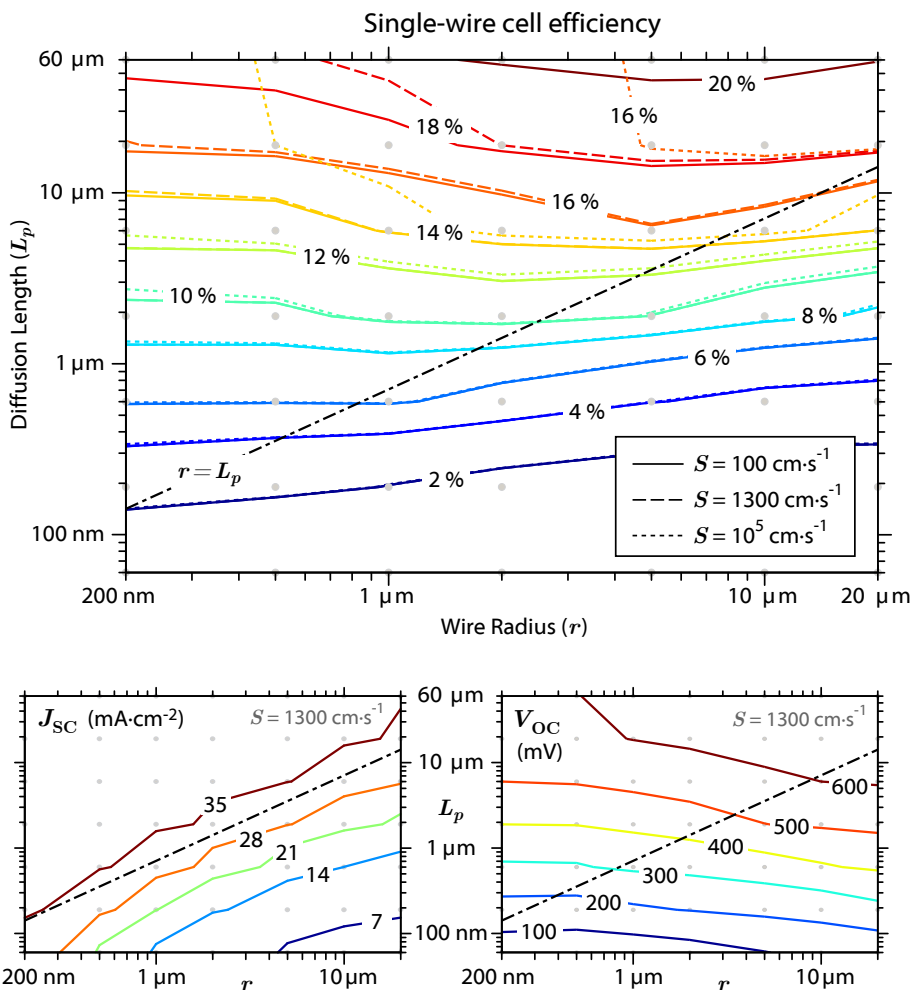 Single-wire cell efficiency
60 µm
10 µm
1 µm
100 nm
Diffusion Length (Lₚ)
20 %
18 %
16 %
16 %
14 %
12 %
10 %
8 %
6 %
4 %
2 %
r = Lₚ
S = 100 cm·s⁻¹
S = 1300 cm·s⁻¹
S = 10⁵ cm·s⁻¹
200 nm 1 µm 10 µm 20 µm
Wire Radius (r)
J_SC (mA·cm⁻²)
S = 1300 cm·s⁻¹
35
28
21
14
7
200 nm 1 µm 10 µm
r
60 µm
10 µm
Lₚ
1 µm
100 nm
V_OC
(mV)
S = 1300 cm·s⁻¹
600
500
400
300
200
100
200 nm 1 µm 10 µm
r